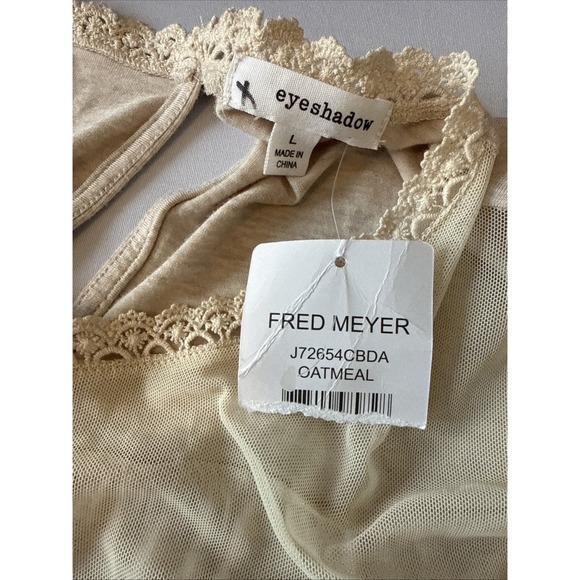 eyeshadow
L
MADE IN
CHINA
FRED MEYER
J72654CBDA
OATMEAL